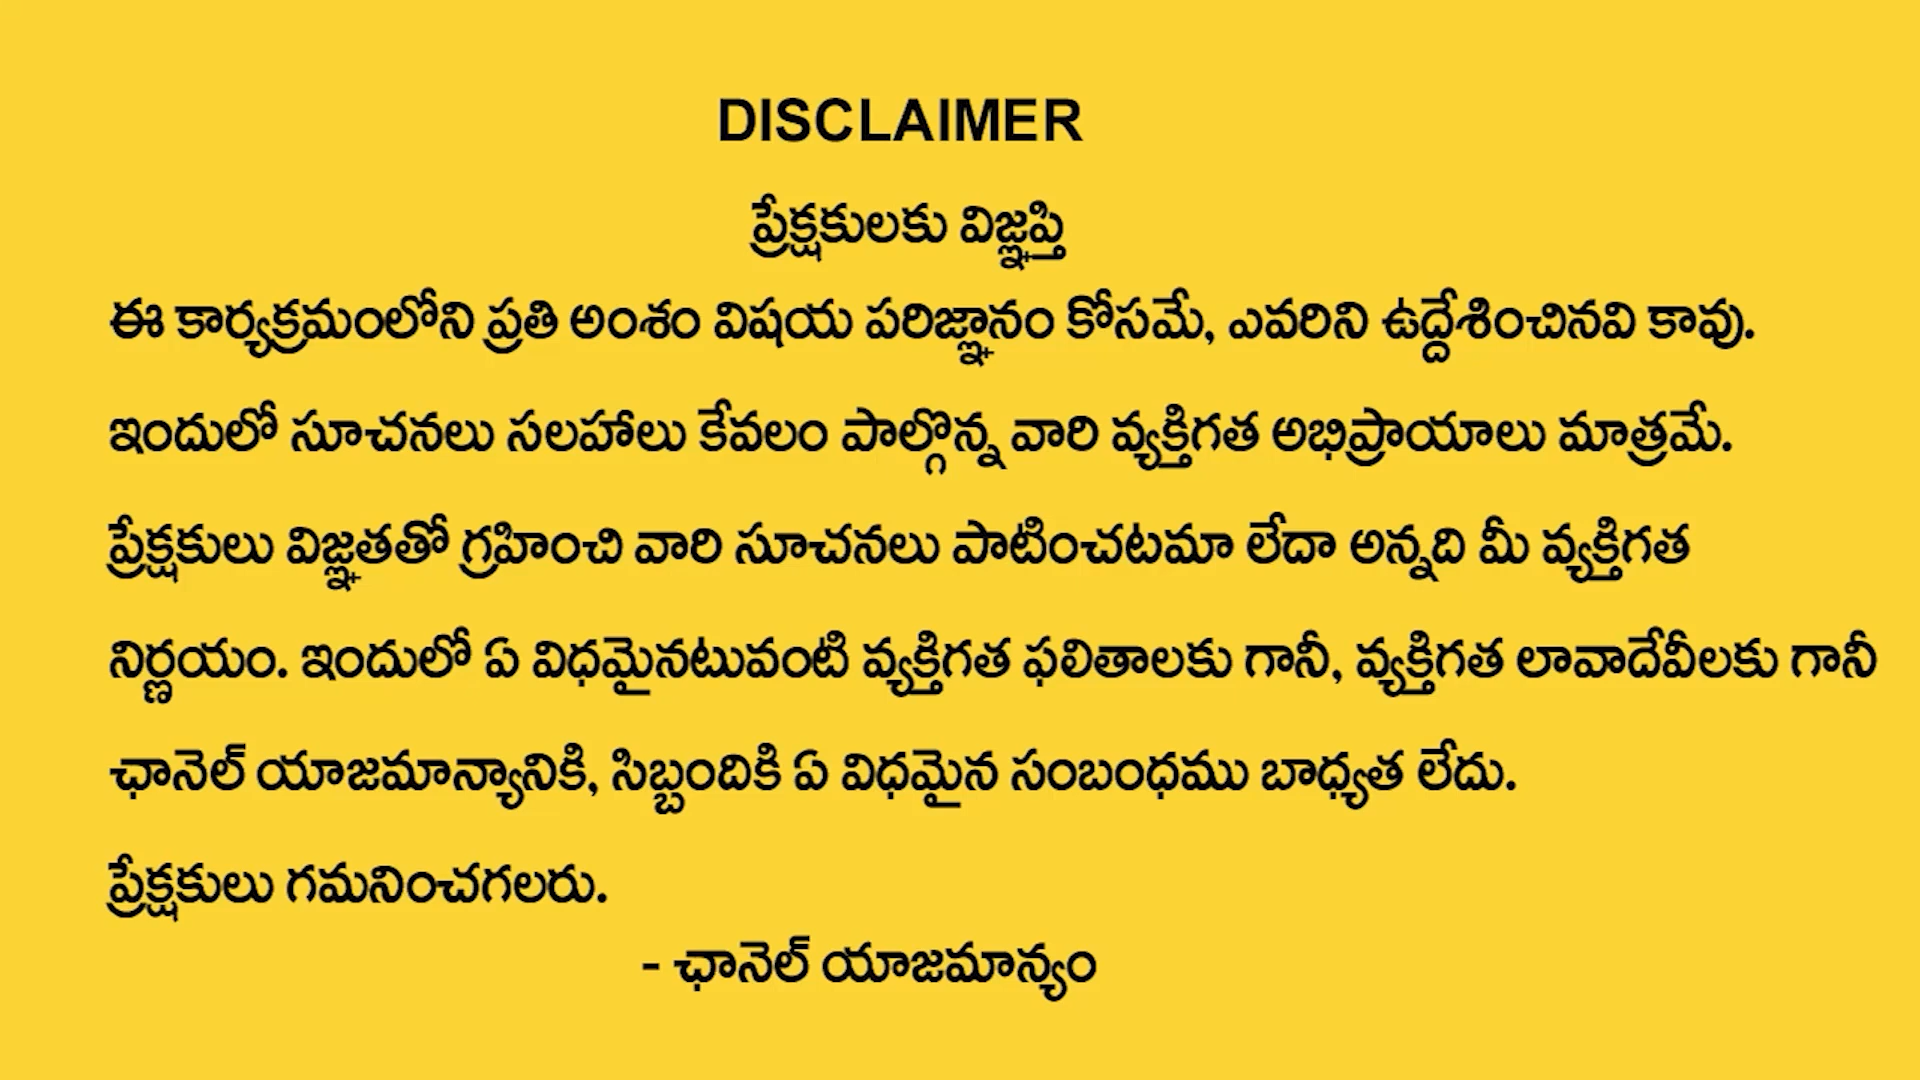 DISCLAIMER
ప్రేక్షకులకు విజ్ఞప్తి
ఈ కార్యక్రమంలోని ప్రతి అంశం విషయ పరిజ్ఞానం కోసమే, ఎవరిని ఉద్దేశించినవి కావు.
ఇందులో సూచనలు సలహాలు కేవలం పాల్గొన్న వారి వ్యక్తిగత అభిప్రాయాలు మాత్రమే.
ప్రేక్షకులు విజ్ఞతతో గ్రహించి వారి సూచనలు పాటించటమా లేదా అన్నది మీ వ్యక్తిగత
నిర్ణయం. ఇందులో ఏ విధమైనటువంటి వ్యక్తిగత ఫలితాలకు గానీ, వ్యక్తిగత లావాదేవీలకు గానీ
ఛానెల్ యాజమాన్యానికి, సిబ్బందికి ఏ విధమైన సంబంధము బాధ్యత లేదు.
ప్రేక్షకులు గమనించగలరు.
- ఛానెల్ యాజమాన్యం